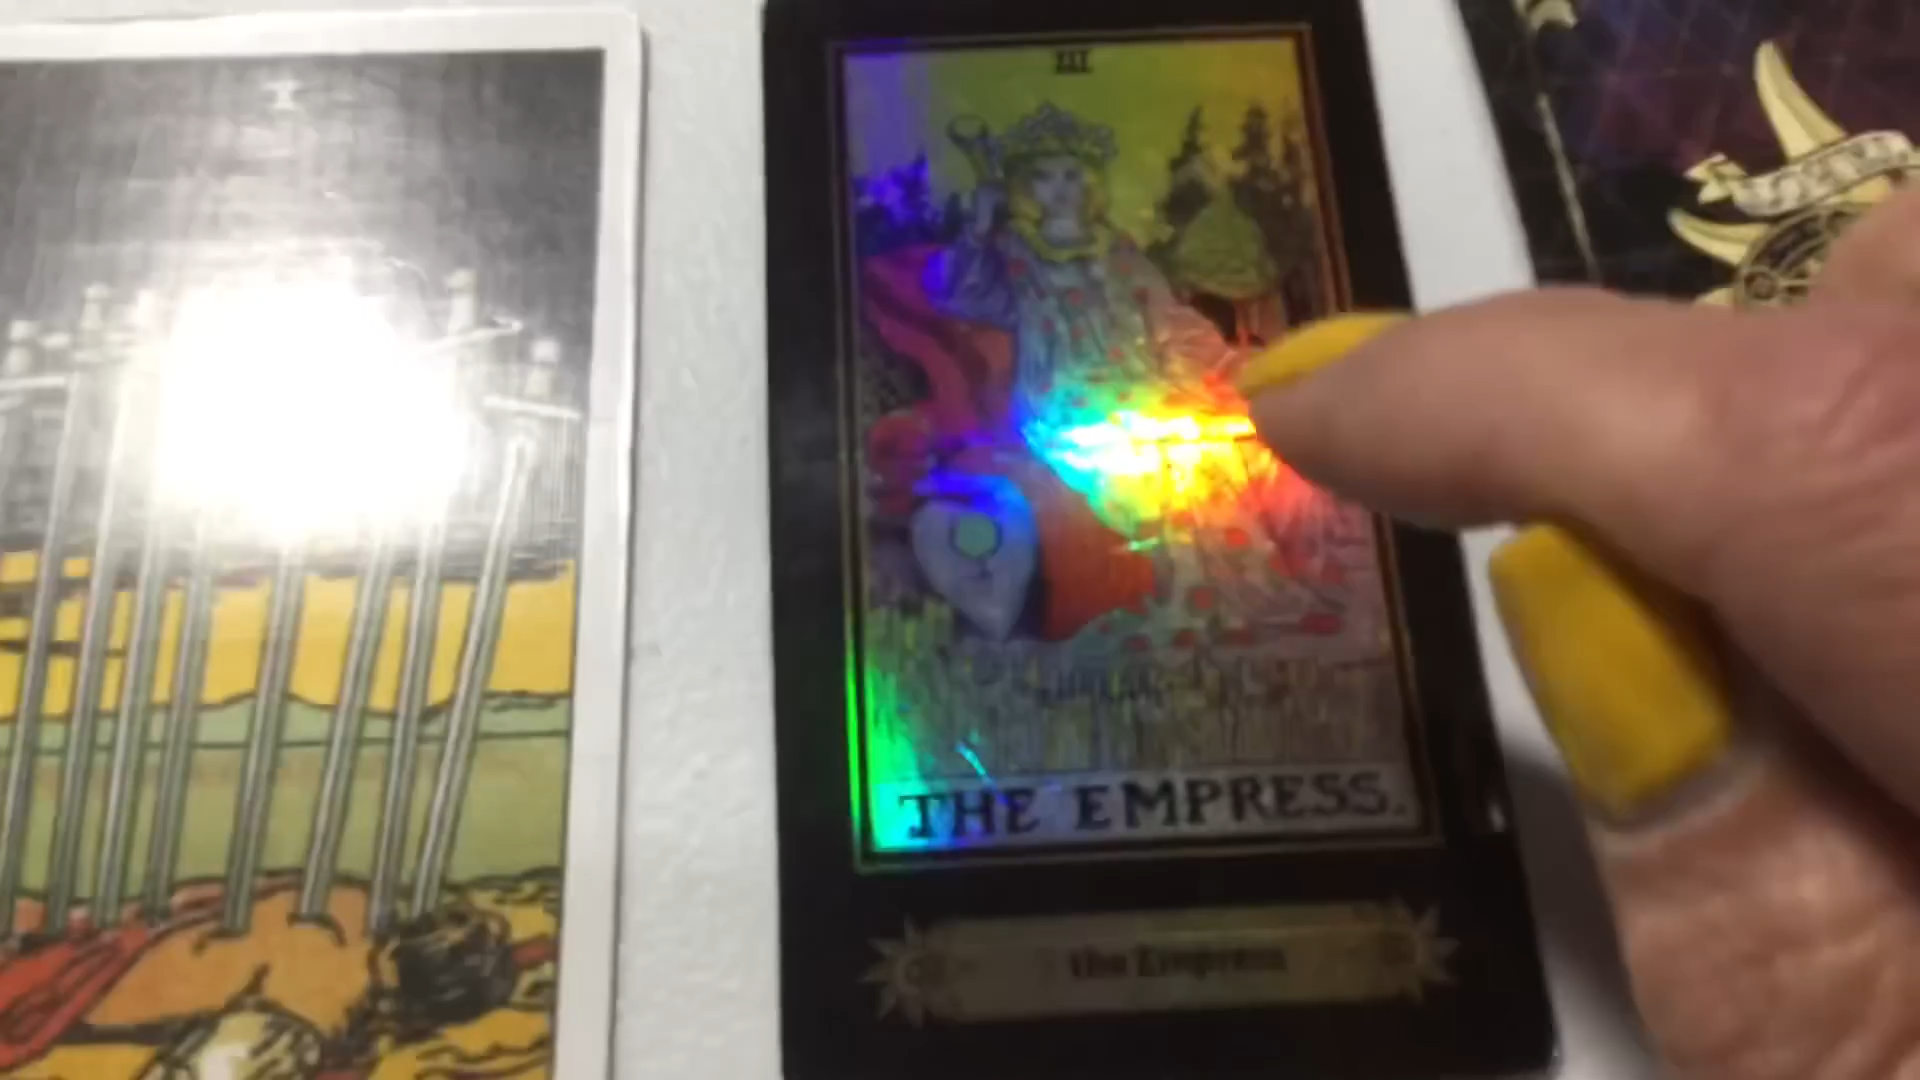 X
III
THE EMPRESS.
the Empress